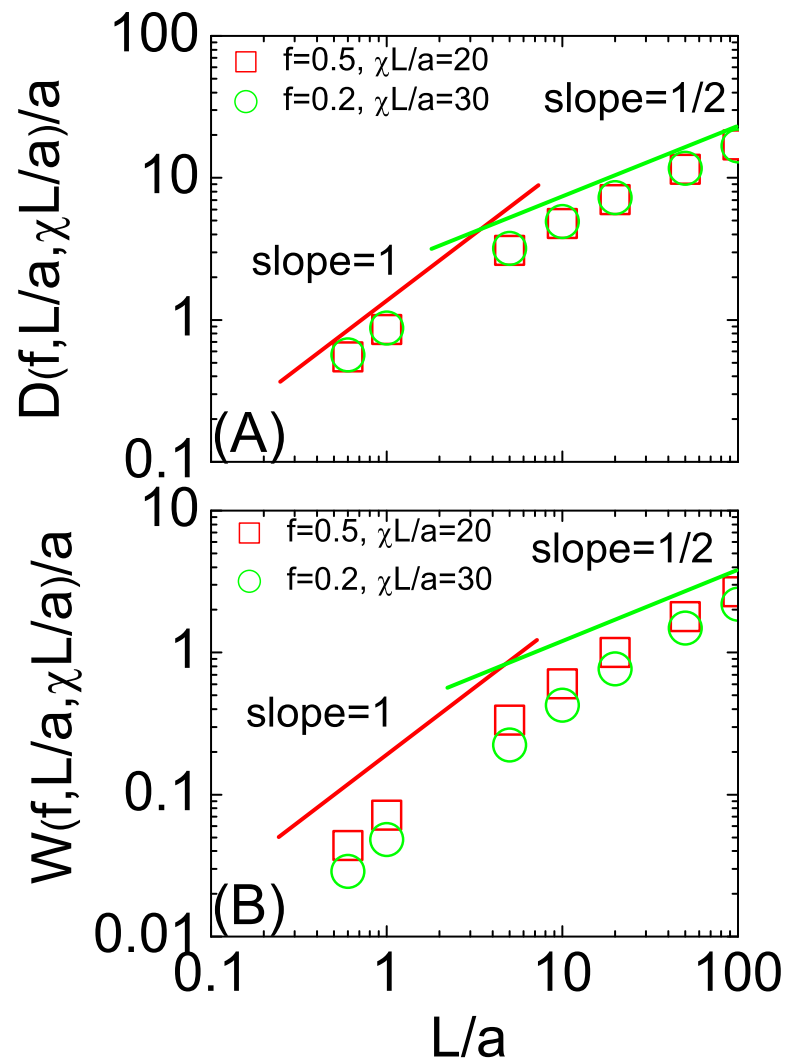 100
f=0.5, χL/a=20
f=0.2, χL/a=30
slope=1/2
10
slope=1
1
(A)
0.1
D(f,L/a,χL/a)/a
10
f=0.5, χL/a=20
slope=1/2
f=0.2, χL/a=30
1
slope=1
0.1
(B)
0.01
W(f,L/a,χL/a)/a
0.1 1 10 100
L/a